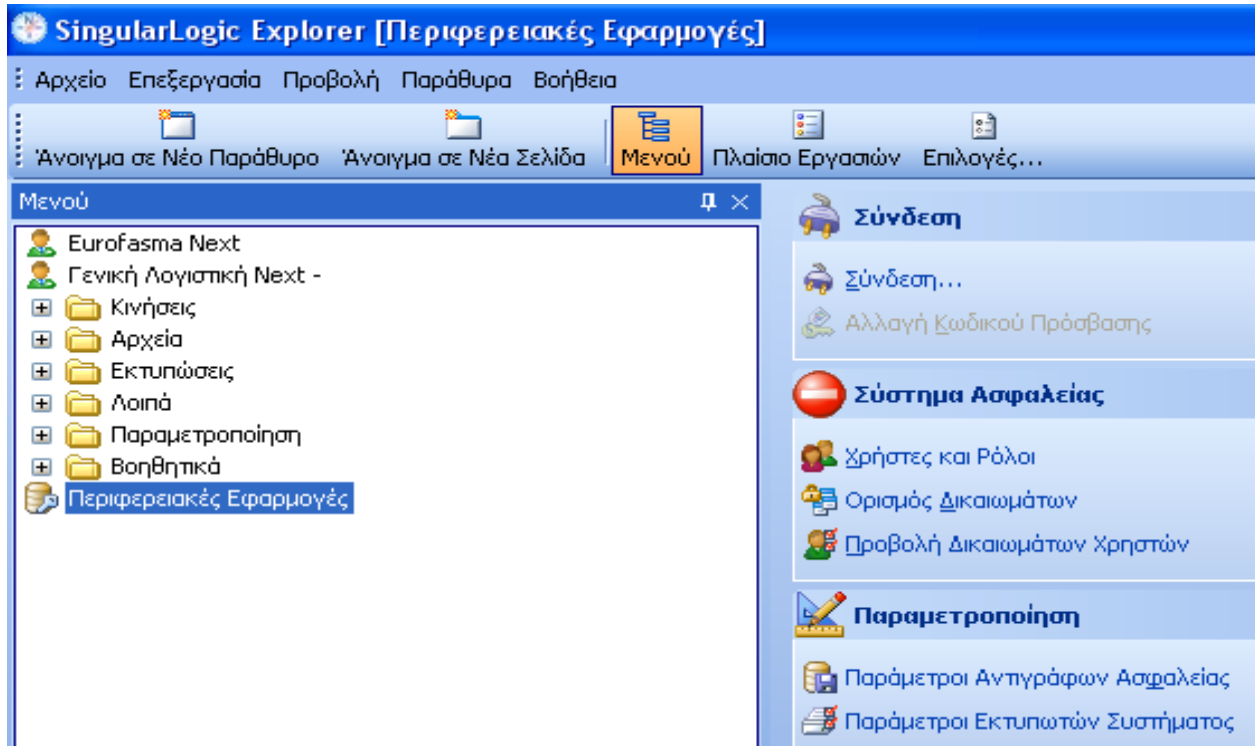 SingularLogic Explorer [Περιφερειακές Εφαρμογές]
Αρχείο Επεξεργασία Προβολή Παράθυρα Βοήθεια
Άνοιγμα σε Νέο Παράθυρο Άνοιγμα σε Νέα Σελίδα Μενού Πλαίσιο Εργασιών Επιλογές...
Μενού
Eurofasma Next
Γενική Λογιστική Next -
Κινήσεις
Αρχεία
Εκτυπώσεις
Λοιπά
Παραμετροποίηση
Βοηθητικά
Περιφερειακές Εφαρμογές
Σύνδεση
Σύνδεση...
Αλλαγή Κωδικού Πρόσβασης
Σύστημα Ασφαλείας
Χρήστες και Ρόλοι
Ορισμός Δικαιωμάτων
Προβολή Δικαιωμάτων Χρηστών
Παραμετροποίηση
Παράμετροι Αντιγράφων Ασφαλείας
Παράμετροι Εκτυπωτών Συστήματος